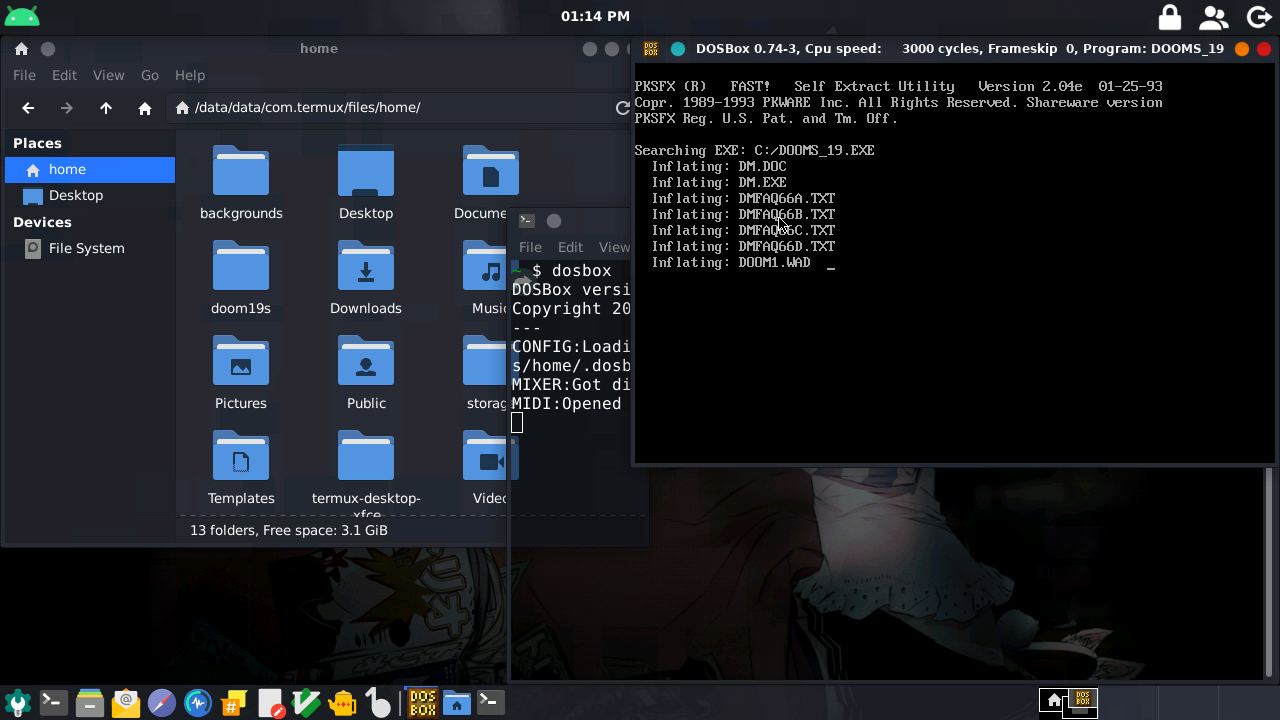 01:14 PM
home
File Edit View Go Help
/data/data/com.termux/files/home/
Places
home
Desktop
Devices
File System
backgrounds
Desktop
Docume
doom19s
Downloads
Music
Pictures
Public
storag
Templates
termux-desktop-
xfce
Video
13 folders, Free space: 3.1 GiB
File Edit View
~ $ dosbox
DOSBox versi
Copyright 20
---
CONFIG:Loadi
s/home/.dosb
MIXER:Got di
MIDI:Opened
DOS
BOX
DOSBox 0.74-3, Cpu speed: 3000 cycles, Frameskip 0, Program: DOOMS_19
PKSFX (R) FAST! Self Extract Utility Version 2.04e 01-25-93
Copr. 1989-1993 PKWARE Inc. All Rights Reserved. Shareware version
PKSFX Reg. U.S. Pat. and Tm. Off.
Searching EXE: C:/DOOMS_19.EXE
Inflating: DM.DOC
Inflating: DM.EXE
Inflating: DMFAQ66A.TXT
Inflating: DMFAQ66B.TXT
Inflating: DMFAQ66C.TXT
Inflating: DMFAQ66D.TXT
Inflating: DOOM1.WAD _
DOS
BOX
DOS
BOX